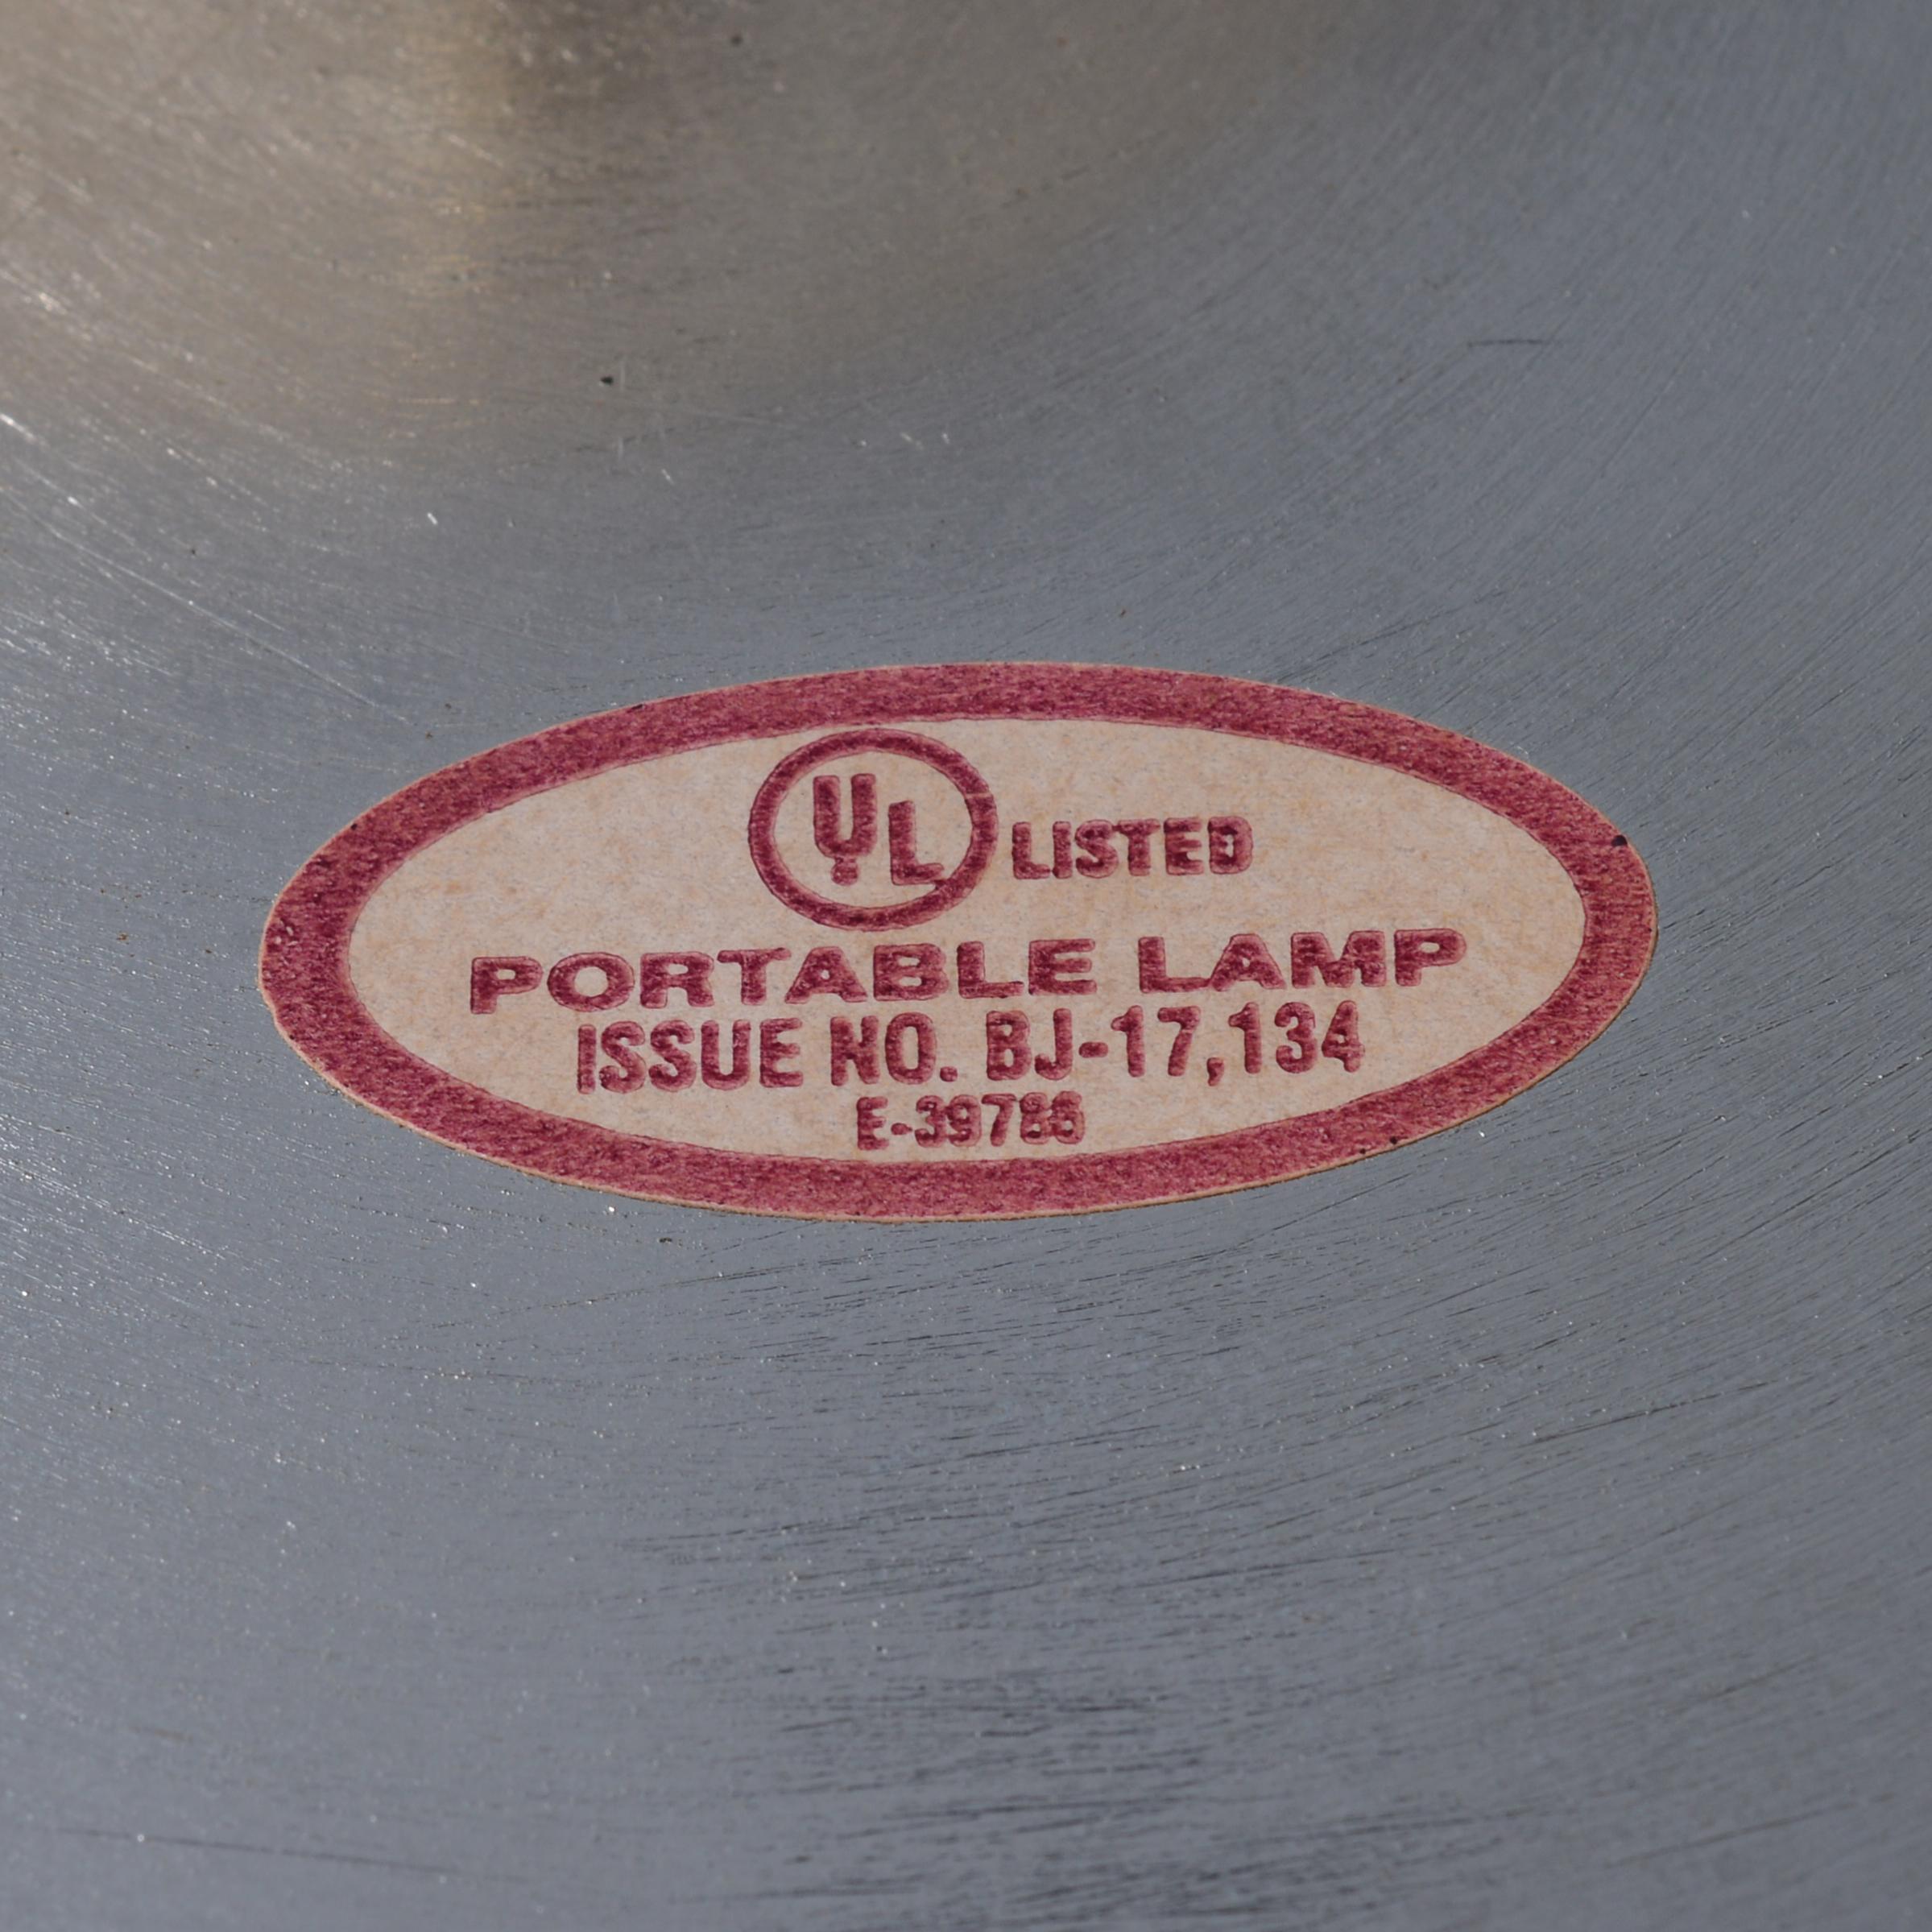 UL LISTED
PORTABLE LAMP
ISSUE NO. BJ-17,134
E-39786